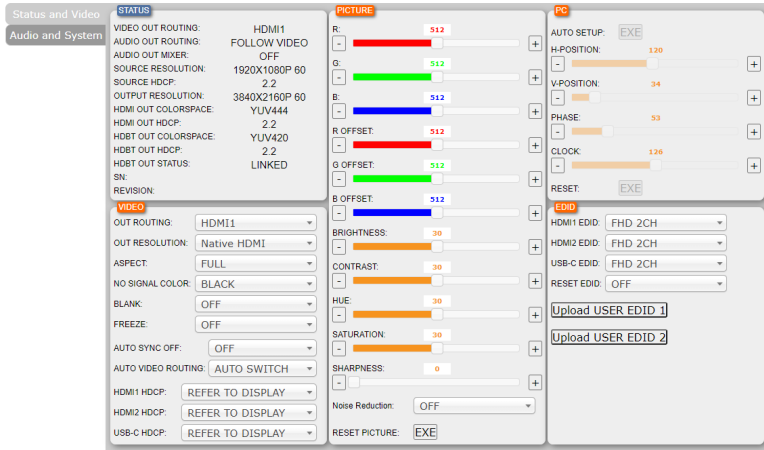 Status and Video
Audio and System
STATUS
VIDEO OUT ROUTING: HDMI1
AUDIO OUT ROUTING: FOLLOW VIDEO
AUDIO OUT MIXER: OFF
SOURCE RESOLUTION: 1920X1080P 60
SOURCE HDCP: 2.2
OUTPUT RESOLUTION: 3840X2160P 60
HDMI OUT COLORSPACE: YUV444
HDMI OUT HDCP: 2.2
HDBT OUT COLORSPACE: YUV420
HDBT OUT HDCP: 2.2
HDBT OUT STATUS: LINKED
SN:
REVISION:
VIDEO
OUT ROUTING: HDMI1
OUT RESOLUTION: Native HDMI
ASPECT: FULL
NO SIGNAL COLOR: BLACK
BLANK: OFF
FREEZE: OFF
AUTO SYNC OFF: OFF
AUTO VIDEO ROUTING: AUTO SWITCH
HDMI1 HDCP: REFER TO DISPLAY
HDMI2 HDCP: REFER TO DISPLAY
USB-C HDCP: REFER TO DISPLAY
PICTURE
R: 512
- +
G: 512
- +
B: 512
- +
R OFFSET: 512
- +
G OFFSET: 512
- +
B OFFSET: 512
- +
BRIGHTNESS: 30
- +
CONTRAST: 30
- +
HUE: 30
- +
SATURATION: 30
- +
SHARPNESS: 0
- +
Noise Reduction: OFF
RESET PICTURE: EXE
PC
AUTO SETUP: EXE
H-POSITION: 120
- +
V-POSITION: 34
- +
PHASE: 53
- +
CLOCK: 126
- +
RESET: EXE
EDID
HDMI1 EDID: FHD 2CH
HDMI2 EDID: FHD 2CH
USB-C EDID: FHD 2CH
RESET EDID: OFF
Upload USER EDID 1
Upload USER EDID 2